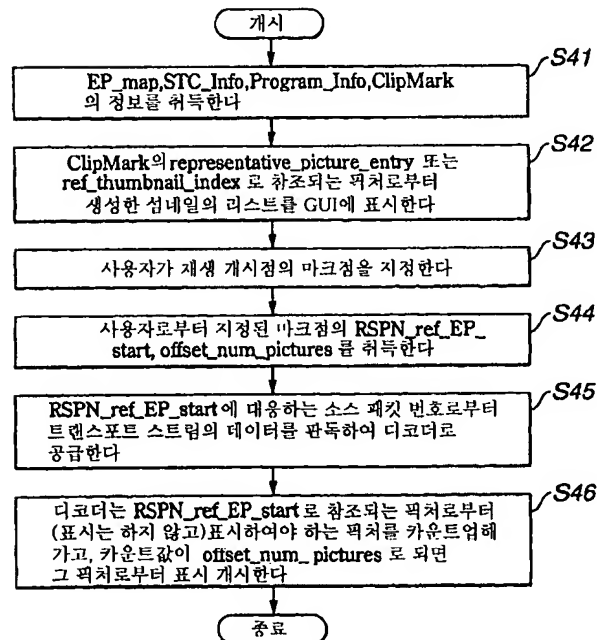 개시
S41
EP_map,STC_Info,Program_Info,ClipMark
의 정보를 취득한다
S42
ClipMark의 representative_picture_entry 또는
ref_thumbnail_index 로 참조되는 픽처로부터
생성한 섬네일의 리스트를 GUI에 표시한다
S43
사용자가 재생 개시점의 마크점을 지정한다
S44
사용자로부터 지정된 마크점의 RSPN_ref_EP_
start, offset_num_pictures 를 취득한다
S45
RSPN_ref_EP_start 에 대응하는 소스 패킷 번호로부터
트랜스포트 스트림의 데이터를 판독하여 디코더로
공급한다
S46
디코더는 RSPN_ref_EP_start 로 참조되는 픽처로부터
(표시는 하지 않고)표시하여야 하는 픽처를 카운트업해
가고, 카운트값이 offset_num_ pictures 로 되면
그 픽처로부터 표시 개시한다
종료